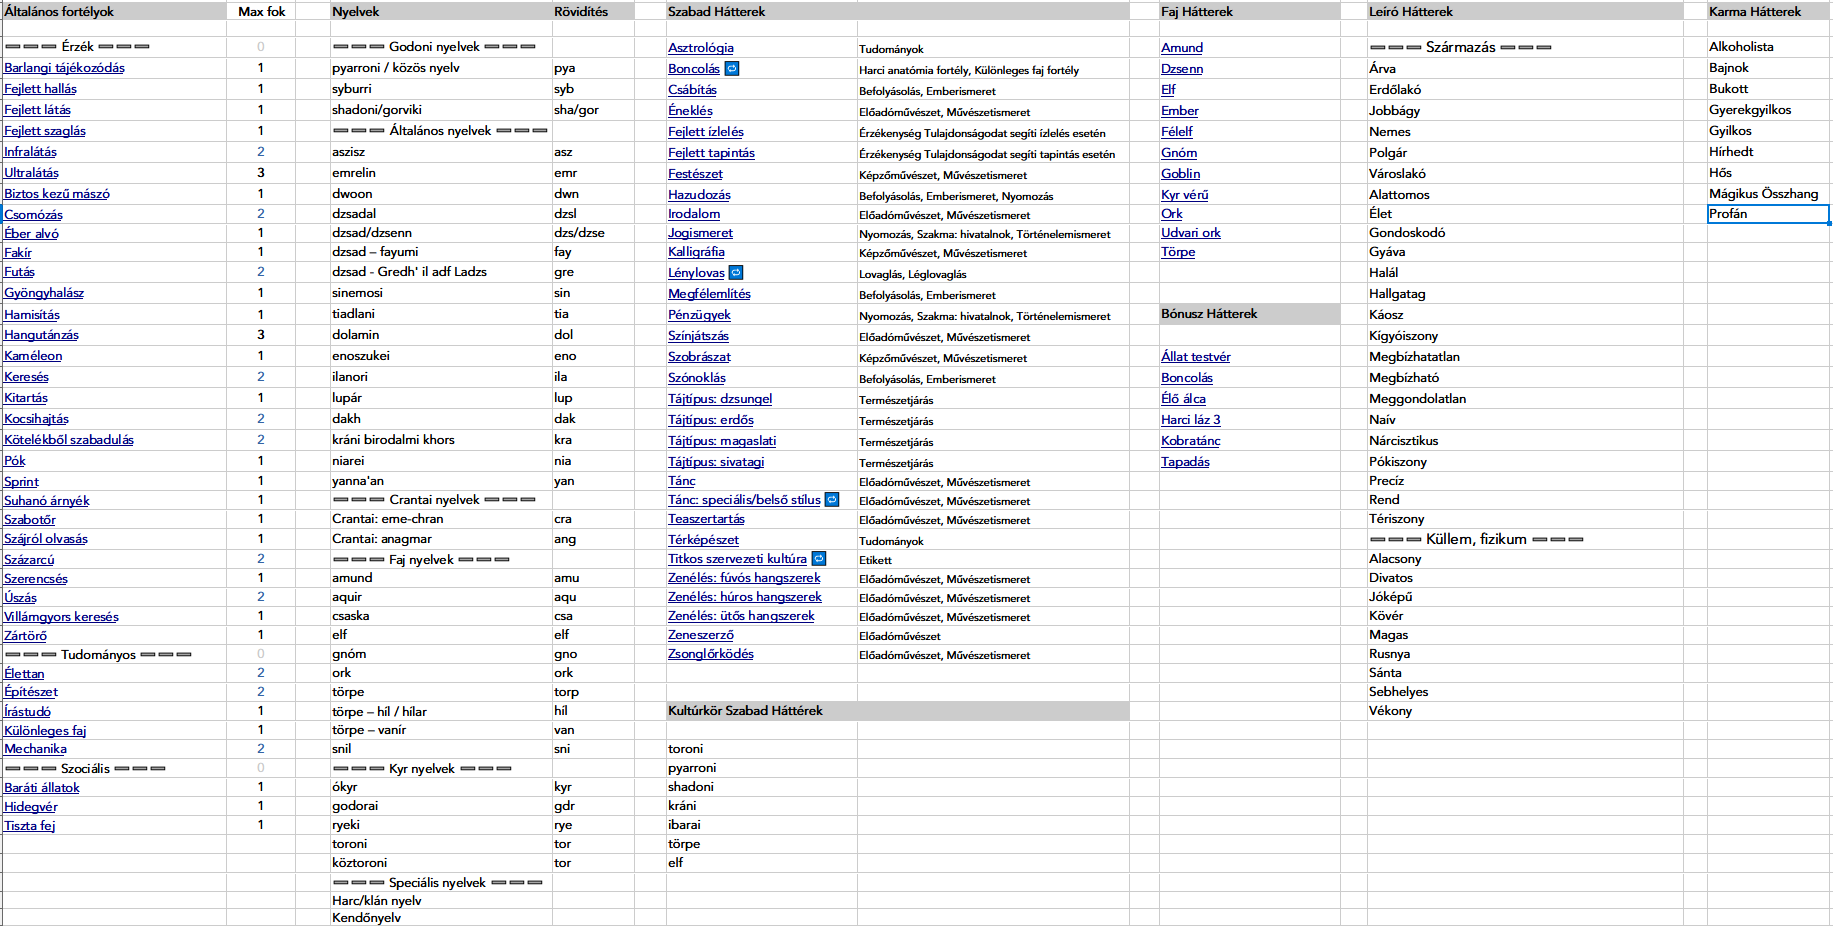 Általános fortélyok Max fok Nyelvek Rövidítés Szabad Hátterek Faj Hátterek Leíró Hátterek Karma Hátterek
=== Érzék === 0 === Godoni nyelvek === Asztrológia Tudományok Amund === Származás === Alkoholista
Barlangi tájékozódás 1 pyarroni / közös nyelv pya Boncolás Harci anatómia fortély, Különleges faj fortély Dzsenn Árva Bajnok
Fejlett hallás 1 syburri syb Csábítás Befolyásolás, Emberismeret Elf Erdőlakó Bukott
Fejlett látás 1 shadoni/gorviki sha/gor Éneklés Előadóművészet, Művészetismeret Ember Jobbágy Gyerekgyilkos
Fejlett szaglás 1 === Általános nyelvek === Fejlett ízlelés Érzékenység Tulajdonságodat segíti ízlelés esetén Félelf Nemes Gyilkos
Infralátás 2 aszisz asz Fejlett tapintás Érzékenység Tulajdonságodat segíti tapintás esetén Gnóm Polgár Hírhedt
Ultralátás 3 emrelin emr Festészet Képzőművészet, Művészetismeret Goblin Városlakó Hős
Biztos kezű mászó 1 dwoon dwn Hazudozás Befolyásolás, Emberismeret, Nyomozás Kyr vérű Alattomos Mágikus Összhang
Csomózás 2 dzsadal dzsl Irodalom Előadóművészet, Művészetismeret Ork Élet Profán
Éber alvó 1 dzsad/dzsenn dzs/dzse Jogismeret Nyomozás, Szakma: hivatalnok, Történelemismeret Udvari ork Gondoskodó
Fakír 1 dzsad – fayumi fay Kalligráfia Képzőművészet, Művészetismeret Törpe Gyáva
Futás 2 dzsad - Gredh' il adf Ladzs gre Lénylovas Lovaglás, Léglovaglás Halál
Gyöngyhalász 1 sinemosi sin Megfélemlítés Befolyásolás, Emberismeret Hallgatag
Hamisítás 1 tiadlani tia Pénzügyek Nyomozás, Szakma: hivatalnok, Történelemismeret Bónusz Hátterek Káosz
Hangutánzás 3 dolamin dol Színjátszás Előadóművészet, Művészetismeret Kígyóiszony
Kaméleon 1 enoszukei eno Szobrászat Képzőművészet, Művészetismeret Állat testvér Megbízhatatlan
Keresés 2 ilanori ila Szónoklás Befolyásolás, Emberismeret Boncolás Megbízható
Kitartás 1 lupár lup Tájtípus: dzsungel Természetjárás Élő álca Meggondolatlan
Kocsihajtás 2 dakh dak Tájtípus: erdős Természetjárás Harci láz 3 Naív
Kötelékből szabadulás 2 kráni birodalmi khors kra Tájtípus: magaslati Természetjárás Kobratánc Nárcisztikus
Pók 1 niarei nia Tájtípus: sivatagi Természetjárás Tapadás Pókiszony
Sprint 1 yanna'an yan Tánc Előadóművészet, Művészetismeret Precíz
Suhanó árnyék 1 === Crantai nyelvek === Tánc: speciális/belső stílus Előadóművészet, Művészetismeret Rend
Szabotőr 1 Crantai: eme-chran cra Teaszertartás Előadóművészet, Művészetismeret Tériszony
Szájról olvasás 1 Crantai: anagmar ang Térképészet Tudományok === Küllem, fizikum ===
Százarcú 2 === Faj nyelvek === Titkos szervezeti kultúra Etikett Alacsony
Szerencsés 1 amund amu Zenélés: fúvós hangszerek Előadóművészet, Művészetismeret Divatos
Úszás 2 aquir aqu Zenélés: húros hangszerek Előadóművészet, Művészetismeret Jóképű
Villámgyors keresés 1 csaska csa Zenélés: ütős hangszerek Előadóművészet, Művészetismeret Kövér
Zártörő 1 elf elf Zeneszerző Előadóművészet Magas
=== Tudományos === 0 gnóm gno Zsonglőrködés Előadóművészet, Művészetismeret Rusnya
Élettan 2 ork ork Sánta
Építészet 2 törpe torp Sebhelyes
Írástudó 1 törpe – híl / hílar híl Kultúrkör Szabad Háttérek Vékony
Különleges faj 1 törpe – vanír van
Mechanika 2 snil sni toroni
=== Szociális === 0 === Kyr nyelvek === pyarroni
Baráti állatok 1 ókyr kyr shadoni
Hidegvér 1 godorai gdr kráni
Tiszta fej 1 ryeki rye ibarai
toroni tor törpe
köztoroni tor elf
=== Speciális nyelvek ===
Harc/klán nyelv
Kendőnyelv